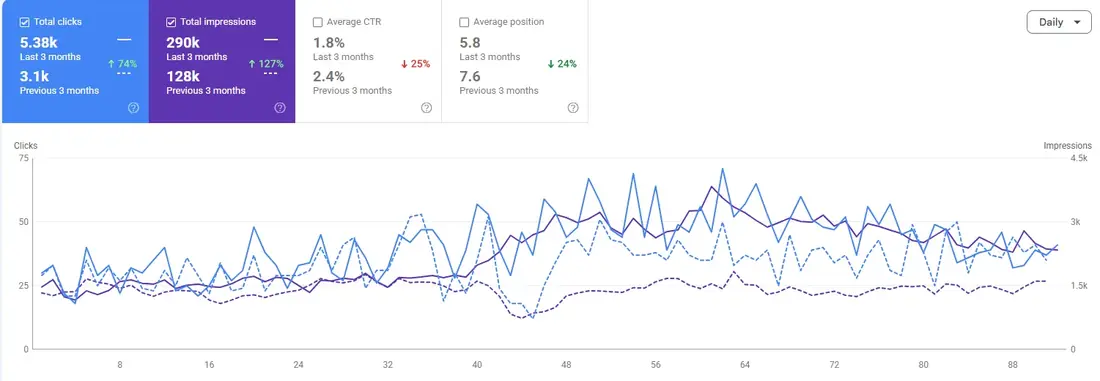 Total clicks
5.38k
Last 3 months
↑ 74%
3.1k
Previous 3 months
Total impressions
290k
Last 3 months
↑ 127%
128k
Previous 3 months
Average CTR
1.8%
Last 3 months
↓ 25%
2.4%
Previous 3 months
Average position
5.8
Last 3 months
↓ 24%
7.6
Previous 3 months
Daily
Clicks
Impressions
75
4.5k
50
3k
25
1.5k
0
0
8 16 24 32 40 48 56 64 72 80 88